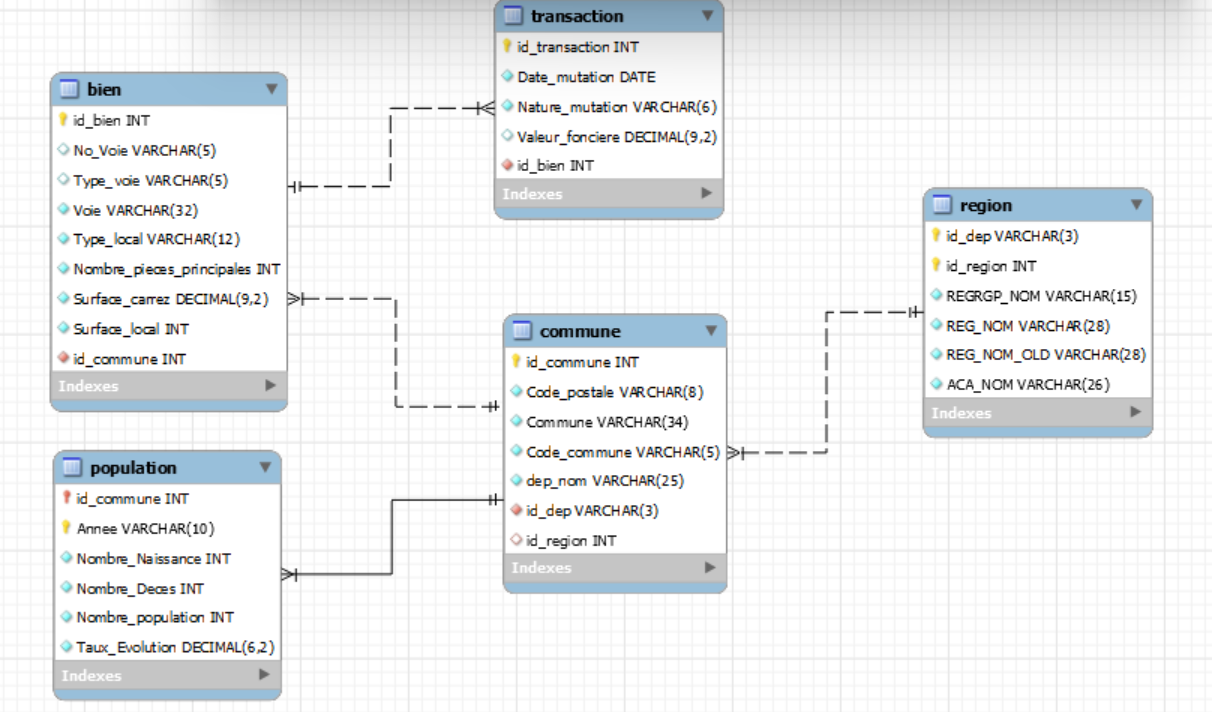 transaction
id_transaction INT
Date_mutation DATE
Nature_mutation VARCHAR(6)
Valeur_fonciere DECIMAL(9,2)
id_bien INT
Indexes
bien
id_bien INT
No_Voie VARCHAR(5)
Type_voie VARCHAR(5)
Voie VARCHAR(32)
Type_local VARCHAR(12)
Nombre_pieces_principales INT
Surface_carrez DECIMAL(9,2)
Surface_local INT
id_commune INT
Indexes
region
id_dep VARCHAR(3)
id_region INT
REGRGP_NOM VARCHAR(15)
REG_NOM VARCHAR(28)
REG_NOM_OLD VARCHAR(28)
ACA_NOM VARCHAR(26)
Indexes
commune
id_commune INT
Code_postale VARCHAR(8)
Commune VARCHAR(34)
Code_commune VARCHAR(5)
dep_nom VARCHAR(25)
id_dep VARCHAR(3)
id_region INT
Indexes
population
id_commune INT
Annee VARCHAR(10)
Nombre_Naissance INT
Nombre_Deces INT
Nombre_population INT
Taux_Evolution DECIMAL(6,2)
Indexes